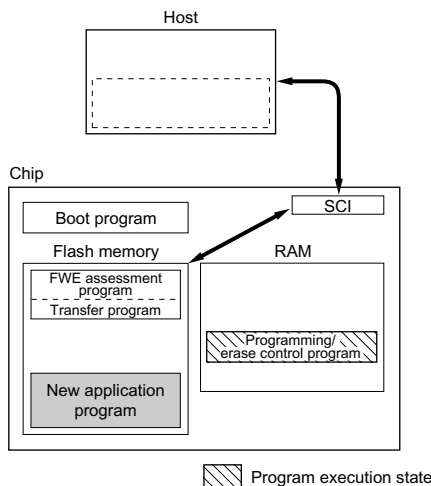 Host
Chip
SCI
Boot program
Flash memory
RAM
FWE assessment
program
Transfer program
Programming/
erase control program
New application
program
Program execution state